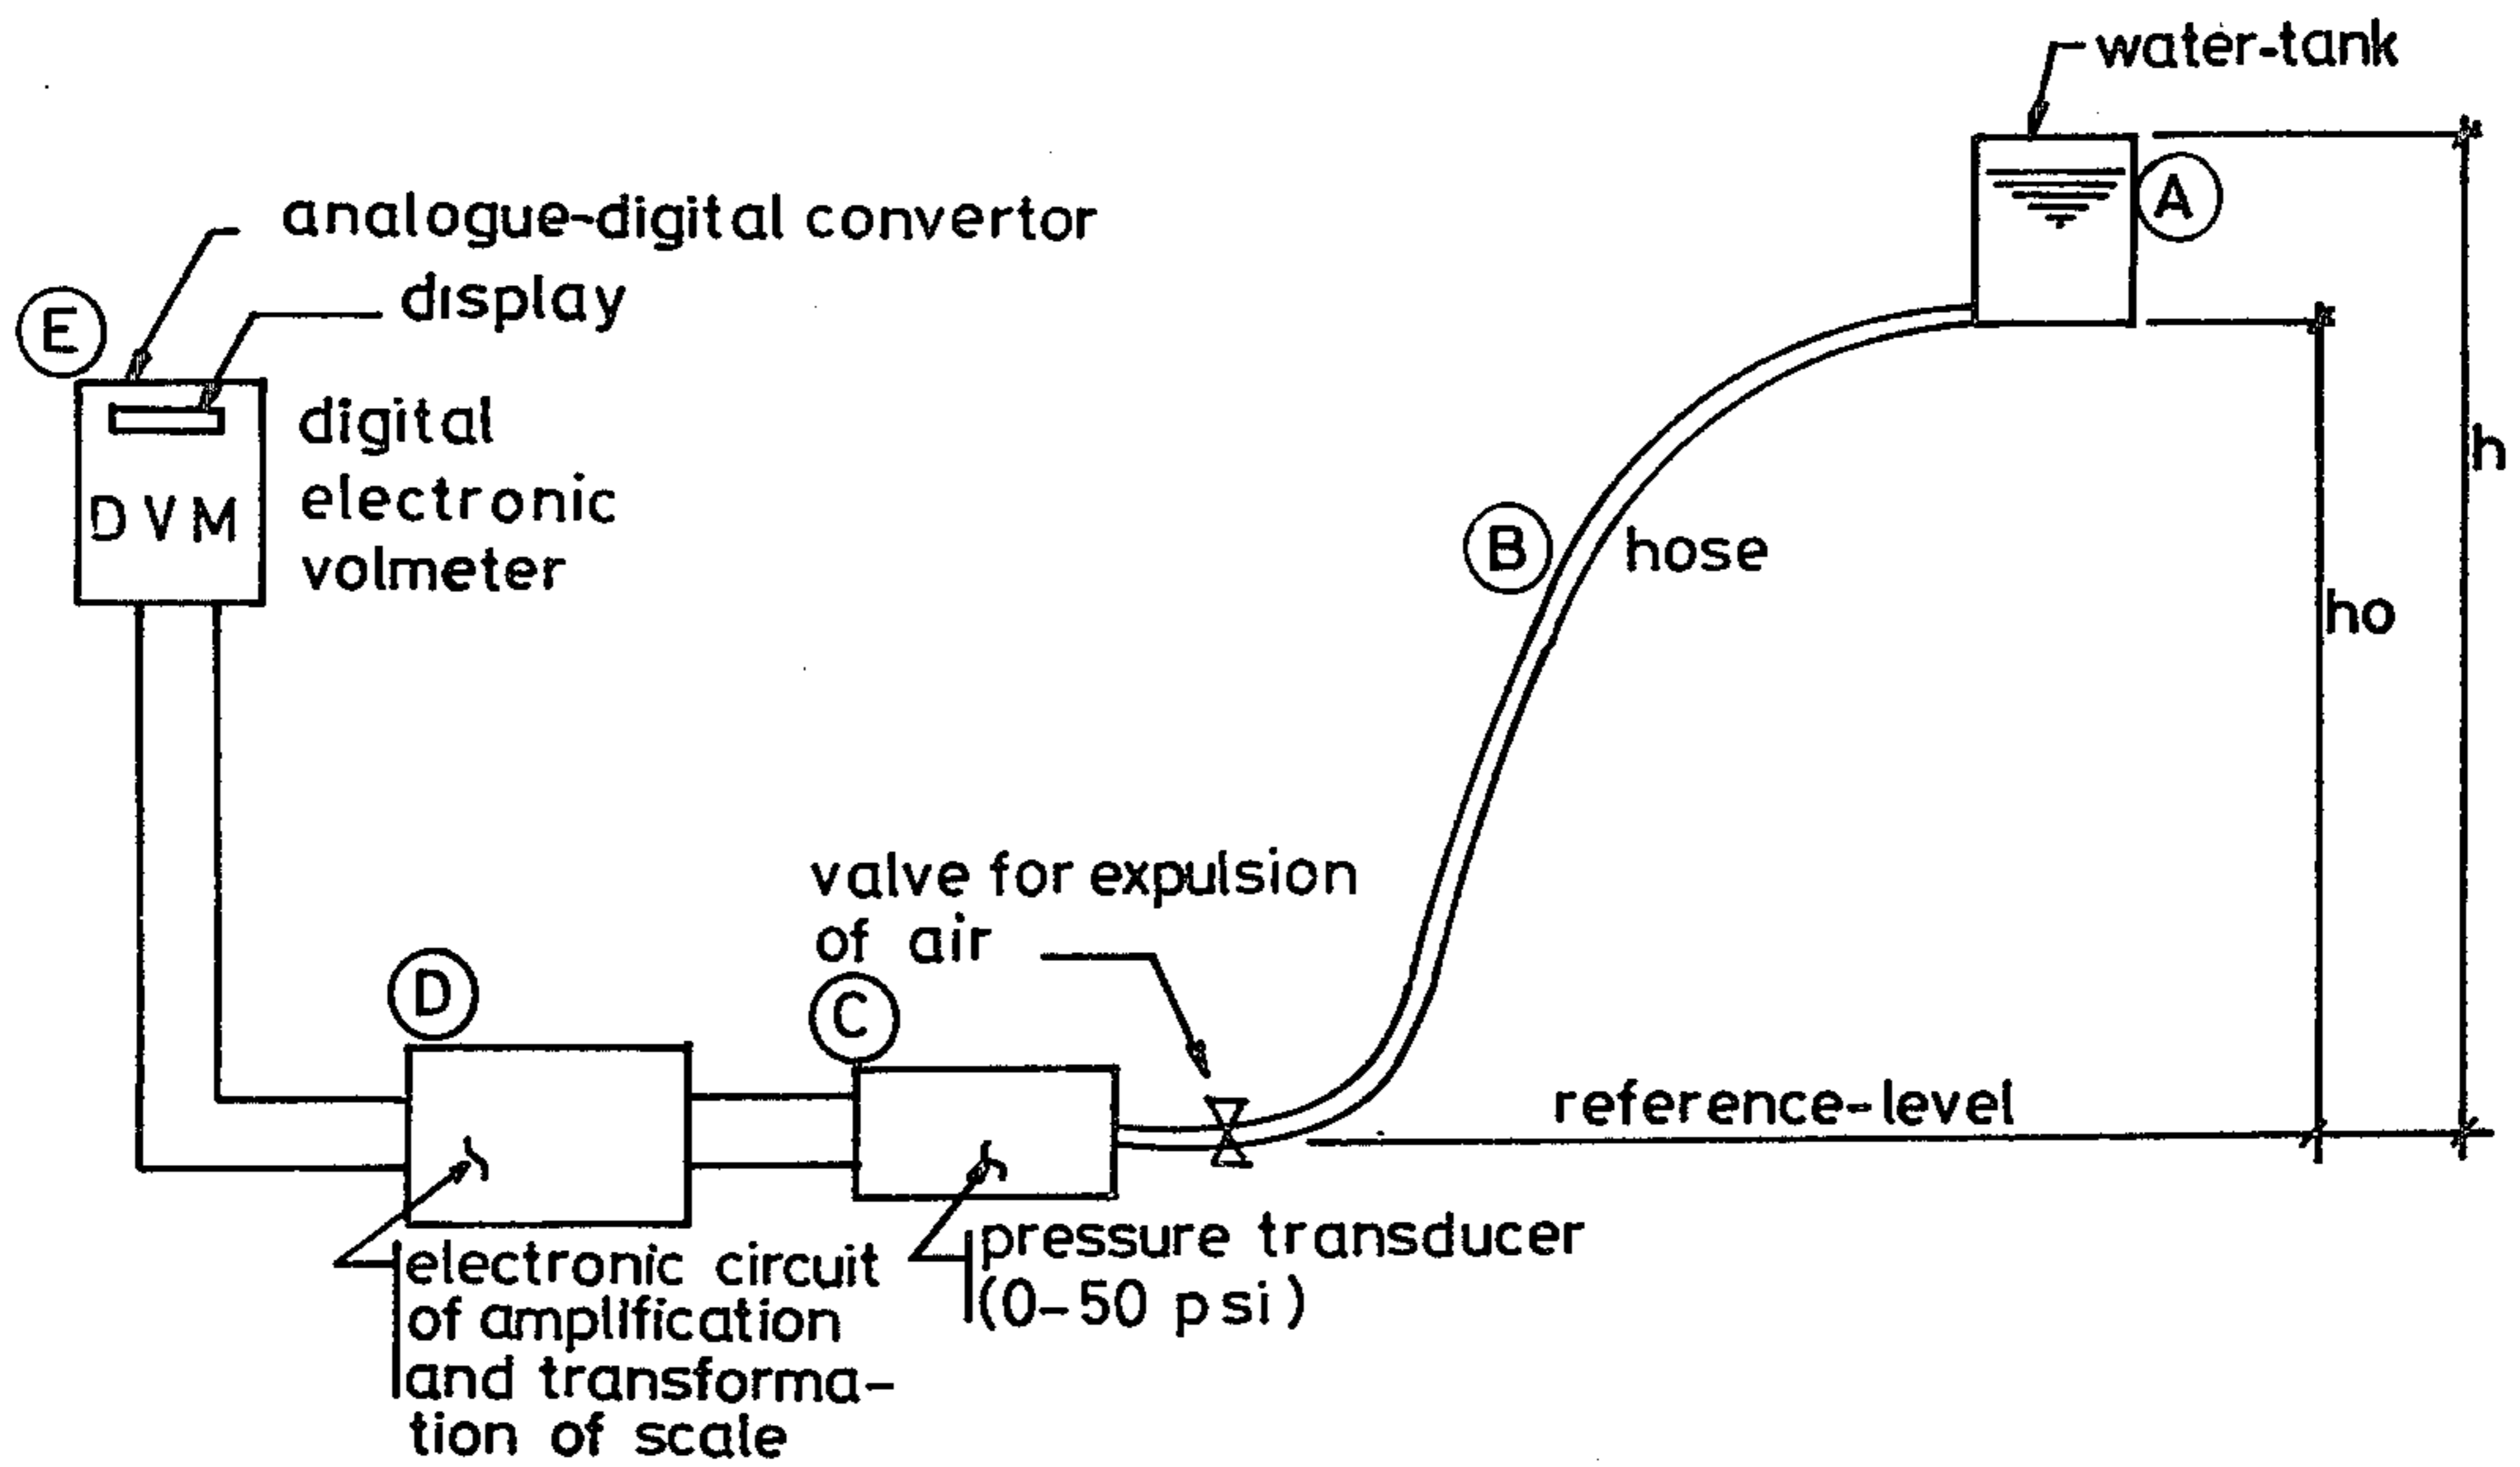 water-tank
A
analogue-digital convertor
display
E
digital
electronic
volmeter
DVM
B
hose
h
ho
valve for expulsion
of air
D
C
reference-level
pressure transducer
(0-50 psi)
electronic circuit
of amplification
and transforma-
tion of scale